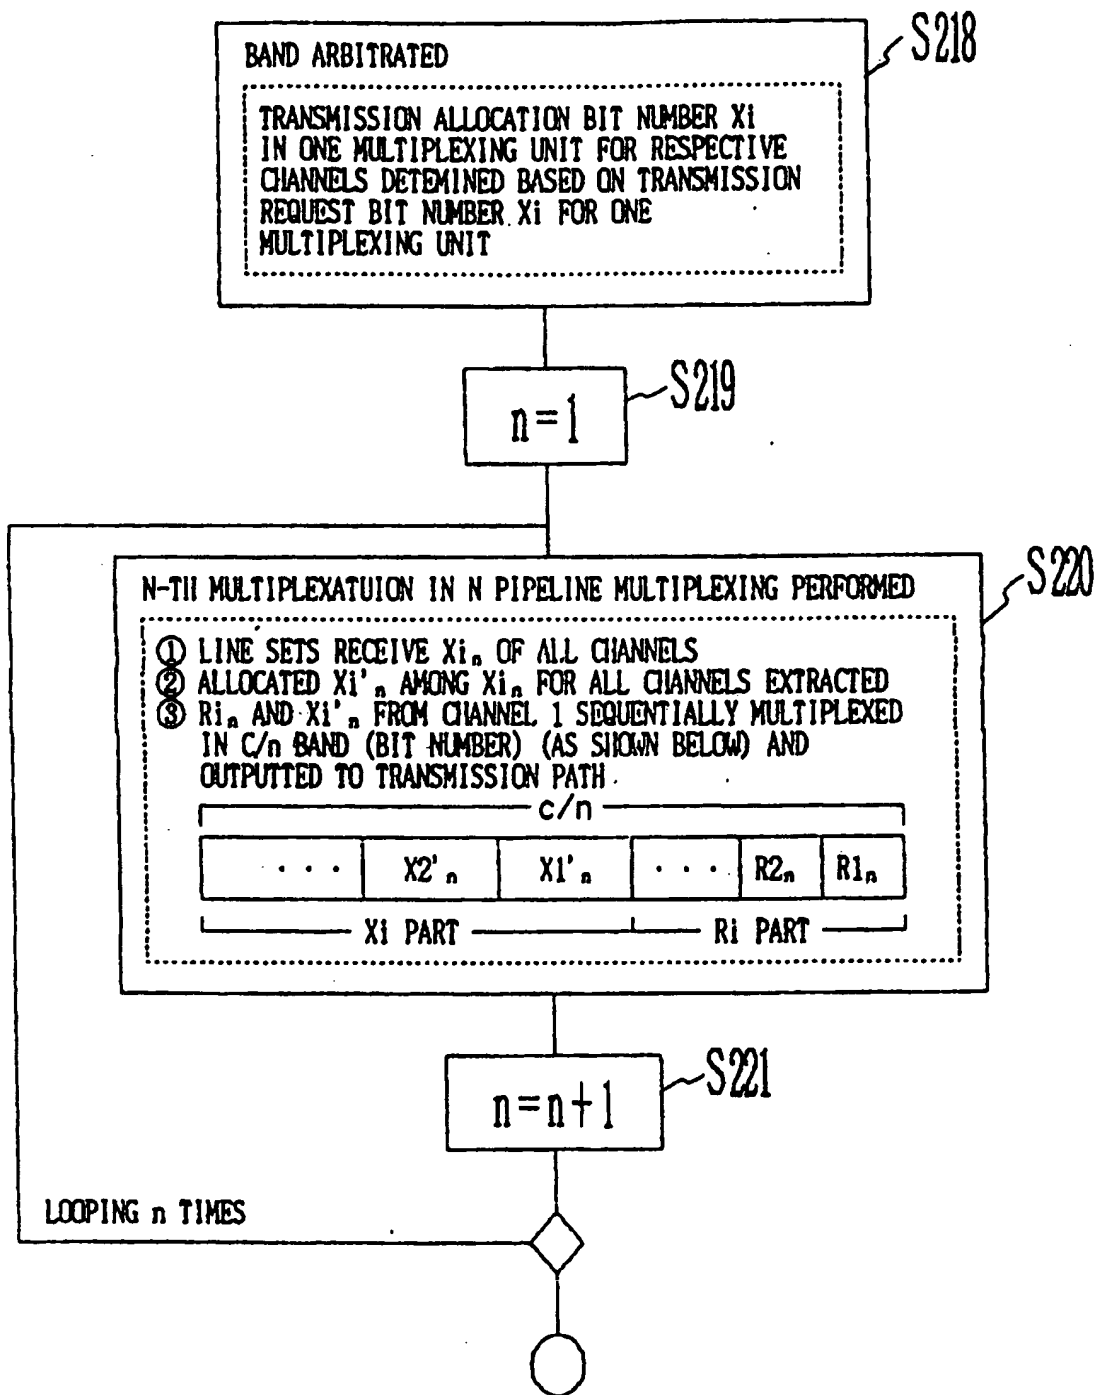 S218
BAND ARBITRATED
TRANSMISSION ALLOCATION BIT NUMBER Xi
IN ONE MULTIPLEXING UNIT FOR RESPECTIVE
CHANNELS DETEMINED BASED ON TRANSMISSION
REQUEST BIT NUMBER Xi FOR ONE
MULTIPLEXING UNIT
S219
n=1
S220
N-TH MULTIPLEXATUION IN N PIPELINE MULTIPLEXING PERFORMED
① LINE SETS RECEIVE Xiₙ OF ALL CHANNELS
② ALLOCATED Xi'ₙ AMONG Xiₙ FOR ALL CHANNELS EXTRACTED
③ Riₙ AND Xi'ₙ FROM CHANNEL 1 SEQUENTIALLY MULTIPLEXED
IN C/n BAND (BIT NUMBER) (AS SHOWN BELOW) AND
OUTPUTTED TO TRANSMISSION PATH
c/n
··· X2'ₙ X1'ₙ ··· R2ₙ R1ₙ
Xi PART Ri PART
S221
n=n+1
LOOPING n TIMES